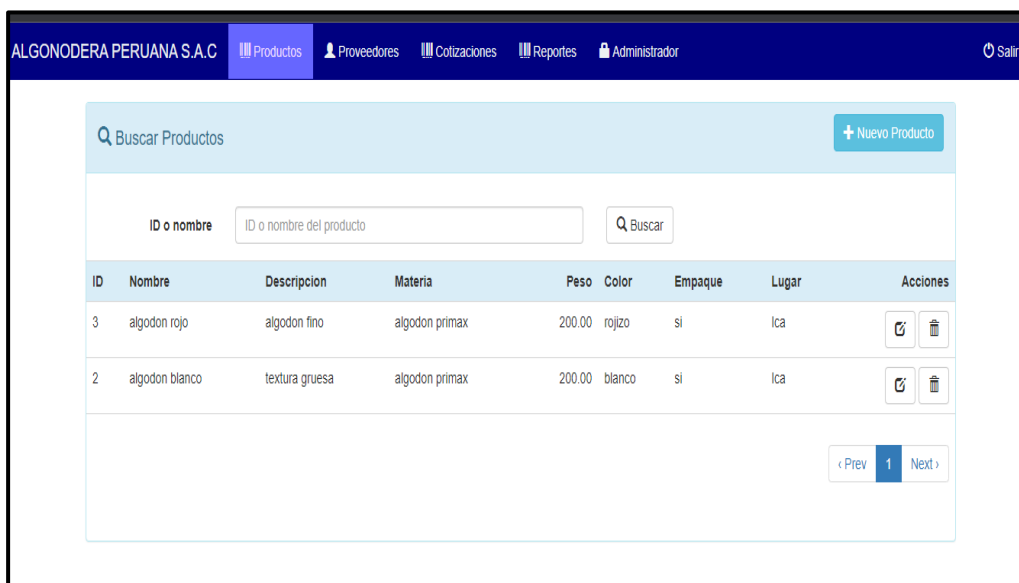 ALGONODERA PERUANA S.A.C Productos Proveedores Cotizaciones Reportes Administrador Salir
Buscar Productos + Nuevo Producto
ID o nombre ID o nombre del producto Buscar
ID Nombre Descripcion Materia Peso Color Empaque Lugar Acciones
3 algodon rojo algodon fino algodon primax 200.00 rojizo si Ica
2 algodon blanco textura gruesa algodon primax 200.00 blanco si Ica
‹ Prev 1 Next ›